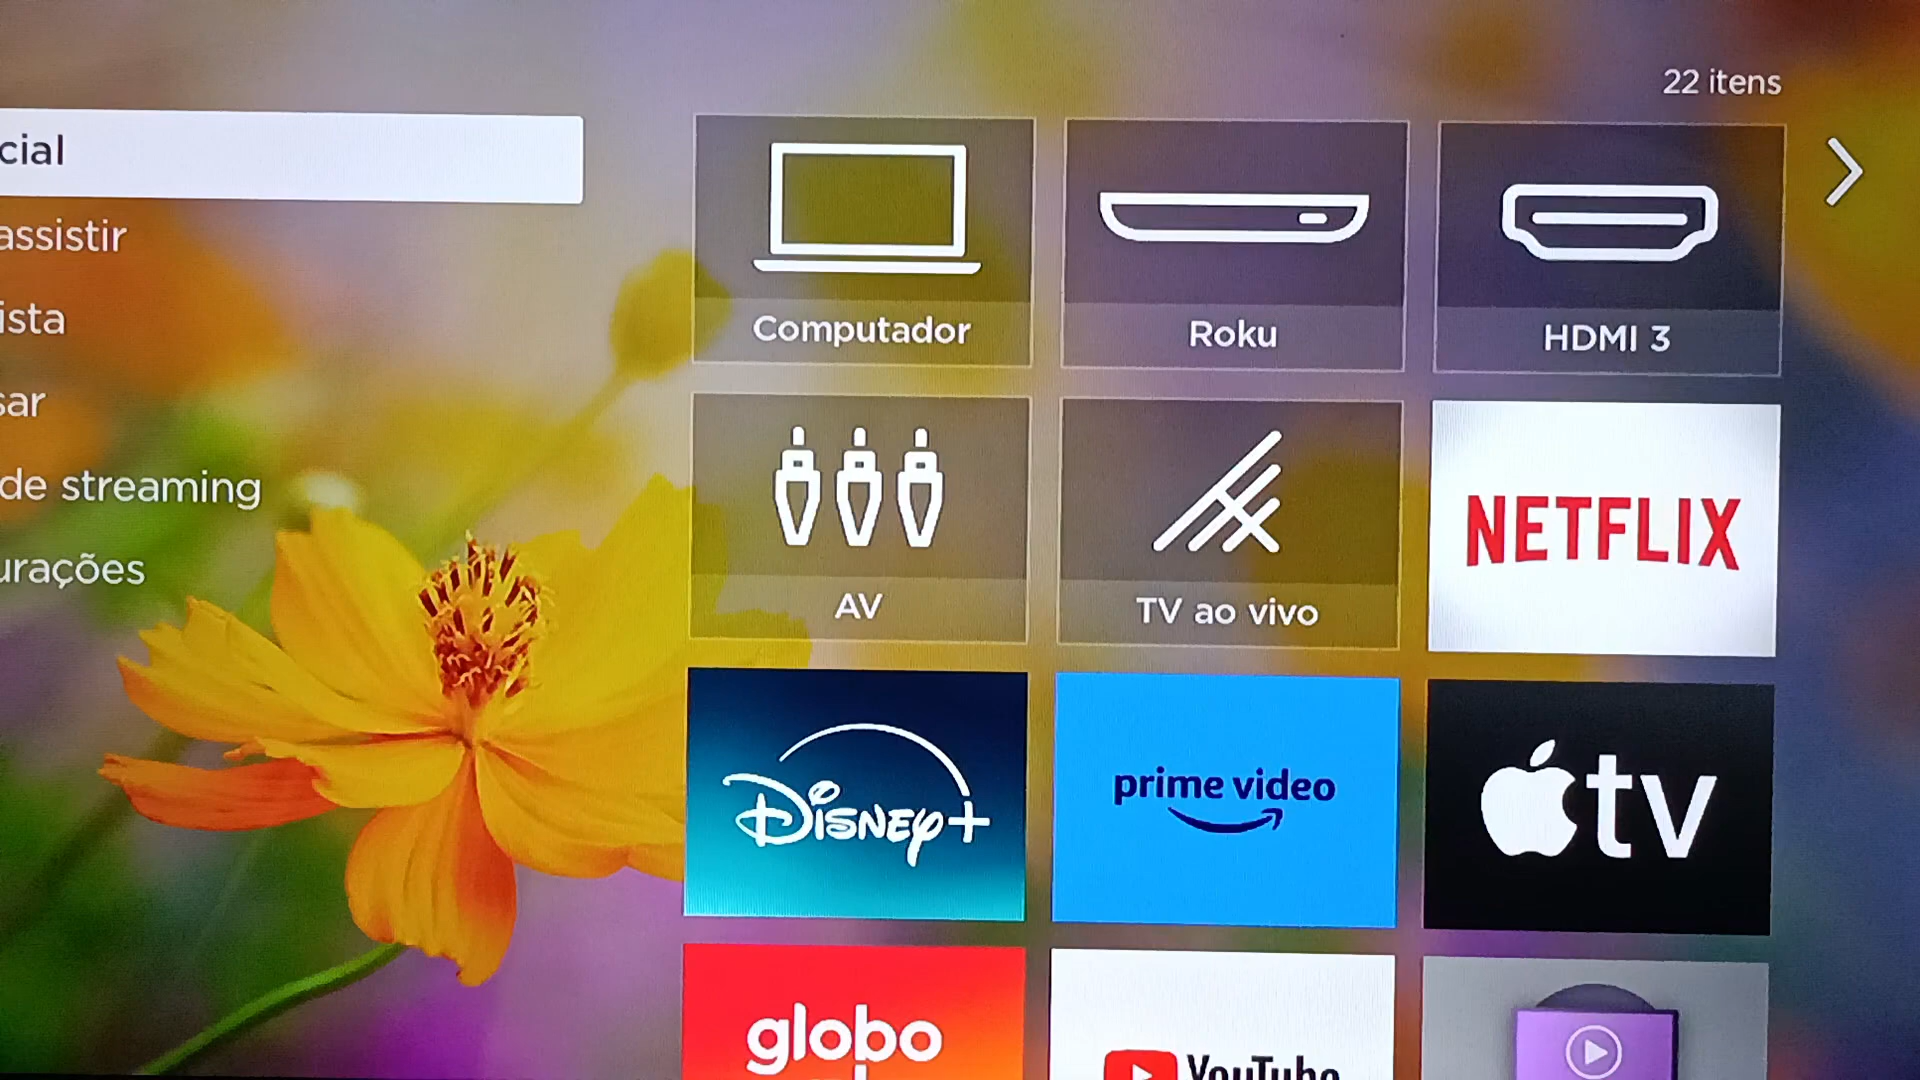 22 itens
cial
assistir
ista
sar
de streaming
urações
Computador
Roku
HDMI 3
AV
TV ao vivo
NETFLIX
Disney+
prime video
tv
globo
YouTube